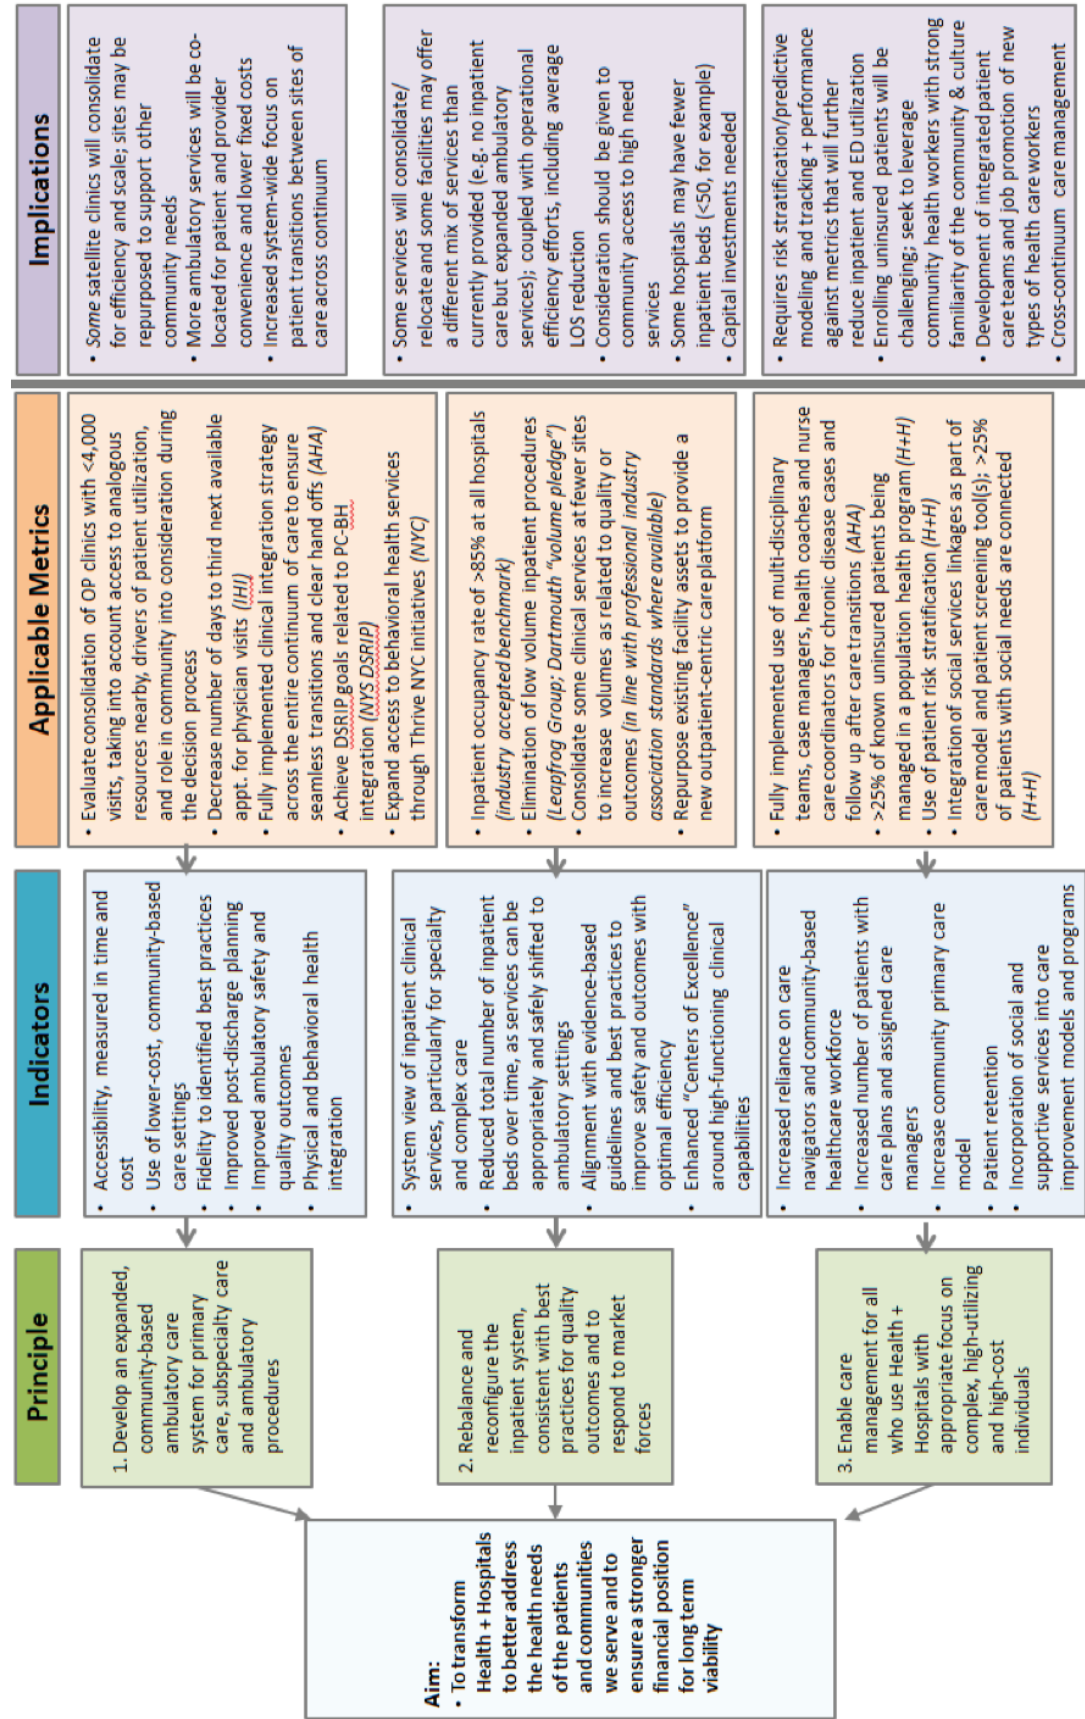 Principle
Indicators
Applicable Metrics
Implications
Aim:
• To transform
Health + Hospitals
to better address
the health needs
of the patients
and communities
we serve and to
ensure a stronger
financial position
for long term
viability
1. Develop an expanded,
community-based
ambulatory care
system for primary
care, subspecialty care
and ambulatory
procedures
• Accessibility, measured in time and
cost
• Use of lower-cost, community-based
care settings
• Fidelity to identified best practices
• Improved post-discharge planning
• Improved ambulatory safety and
quality outcomes
• Physical and behavioral health
integration
• Evaluate consolidation of OP clinics with <4,000
visits, taking into account access to analogous
resources nearby, drivers of patient utilization,
and role in community into consideration during
the decision process
• Decrease number of days to third next available
appt. for physician visits (IHI)
• Fully implemented clinical integration strategy
across the entire continuum of care to ensure
seamless transitions and clear hand offs (AHA)
• Achieve DSRIP goals related to PC-BH
integration (NYS DSRIP)
• Expand access to behavioral health services
through Thrive NYC initiatives (NYC)
• Some satellite clinics will consolidate
for efficiency and scale; sites may be
repurposed to support other
community needs
• More ambulatory services will be co-
located for patient and provider
convenience and lower fixed costs
• Increased system-wide focus on
patient transitions between sites of
care across continuum
2. Rebalance and
reconfigure the
inpatient system,
consistent with best
practices for quality
outcomes and to
respond to market
forces
• System view of inpatient clinical
services, particularly for specialty
and complex care
• Reduced total number of inpatient
beds over time, as services can be
appropriately and safely shifted to
ambulatory settings
• Alignment with evidence-based
guidelines and best practices to
improve safety and outcomes with
optimal efficiency
• Enhanced "Centers of Excellence"
around high-functioning clinical
capabilities
• Inpatient occupancy rate of >85% at all hospitals
(industry accepted benchmark)
• Elimination of low volume inpatient procedures
(Leapfrog Group; Dartmouth "volume pledge")
• Consolidate some clinical services at fewer sites
to increase volumes as related to quality or
outcomes (in line with professional industry
association standards where available)
• Repurpose existing facility assets to provide a
new outpatient-centric care platform
• Some services will consolidate/
relocate and some facilities may offer
a different mix of services than
currently provided (e.g. no inpatient
care but expanded ambulatory
services); coupled with operational
efficiency efforts, including average
LOS reduction
• Consideration should be given to
community access to high need
services
• Some hospitals may have fewer
inpatient beds (<50, for example)
• Capital investments needed
3. Enable care
management for all
who use Health +
Hospitals with
appropriate focus on
complex, high-utilizing
and high-cost
individuals
• Increased reliance on care
navigators and community-based
healthcare workforce
• Increased number of patients with
care plans and assigned care
managers
• Increase community primary care
model
• Patient retention
• Incorporation of social and
supportive services into care
improvement models and programs
• Fully implemented use of multi-disciplinary
teams, case managers, health coaches and nurse
care coordinators for chronic disease cases and
follow up after care transitions (AHA)
• >25% of known uninsured patients being
managed in a population health program (H+H)
• Use of patient risk stratification (H+H)
• Integration of social services linkages as part of
care model and patient screening tool(s); >25%
of patients with social needs are connected
(H+H)
• Requires risk stratification/predictive
modeling and tracking + performance
against metrics that will further
reduce inpatient and ED utilization
• Enrolling uninsured patients will be
challenging; seek to leverage
community health workers with strong
familiarity of the community & culture
• Development of integrated patient
care teams and job promotion of new
types of health care workers
• Cross-continuum care management